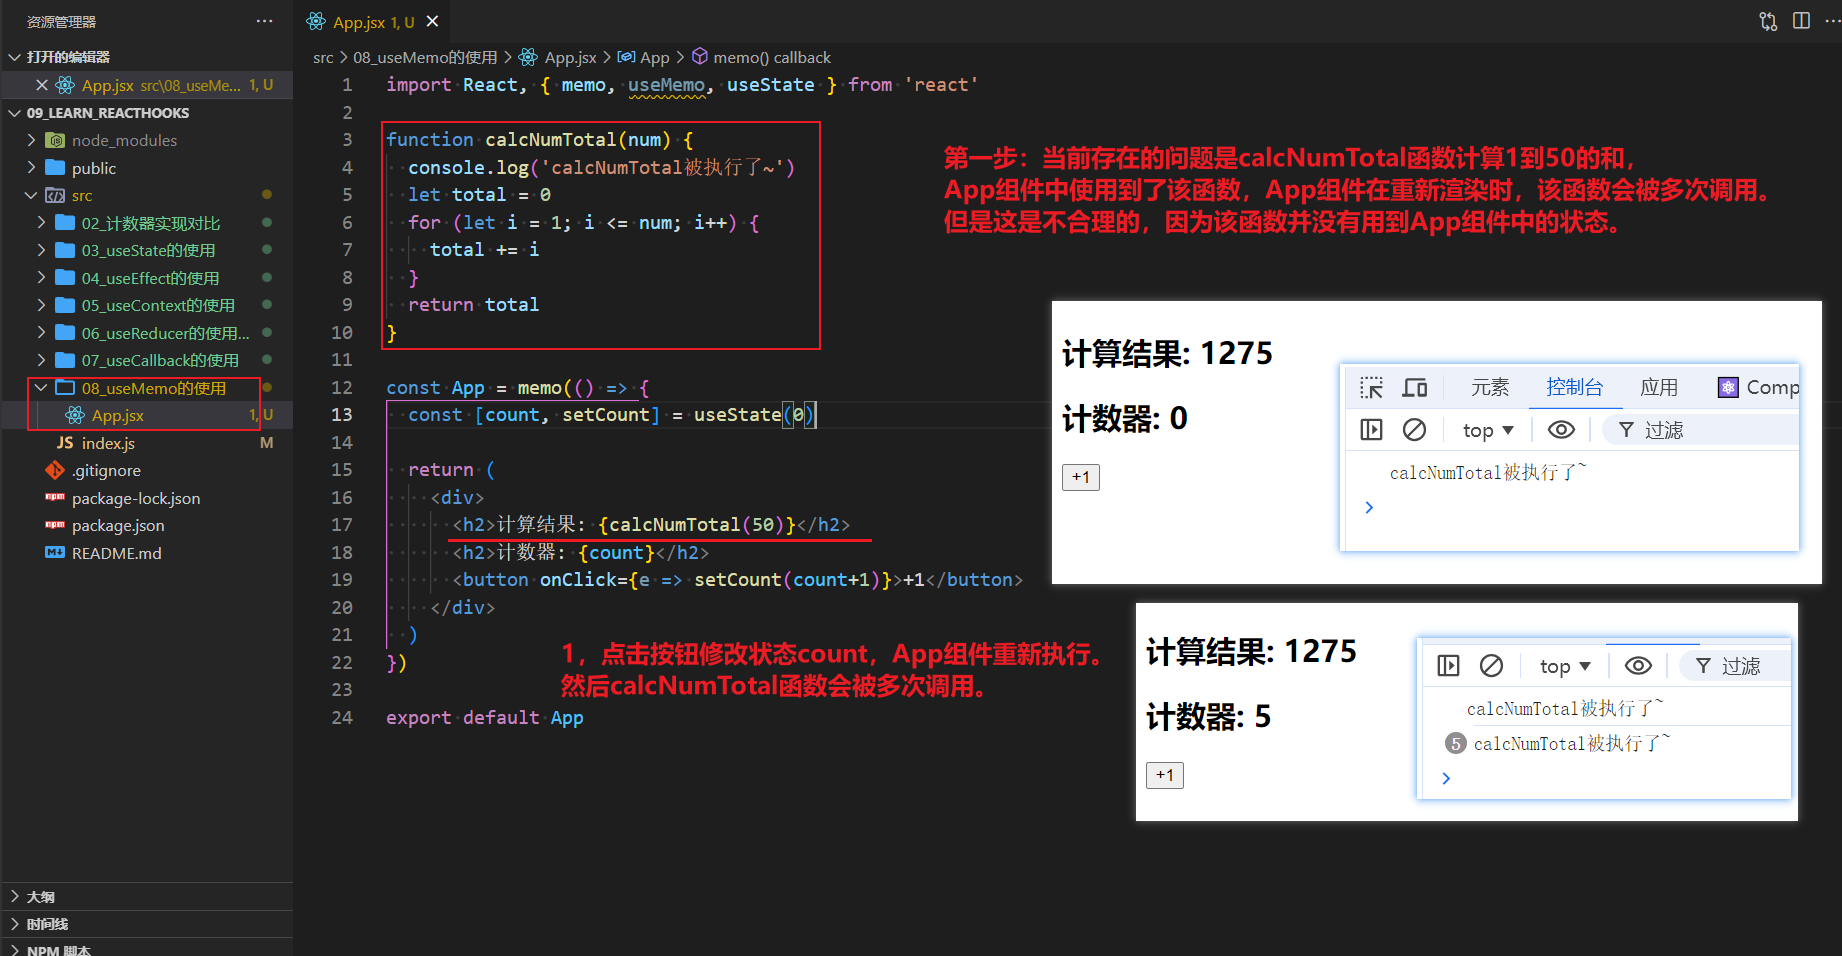 资源管理器
打开的编辑器
App.jsx src\08_useMe... 1, U
09_LEARN_REACTHOOKS
node_modules
public
src
02_计数器实现对比
03_useState的使用
04_useEffect的使用
05_useContext的使用
06_useReducer的使用...
07_useCallback的使用
08_useMemo的使用
App.jsx 1, U
JS index.js M
.gitignore
package-lock.json
package.json
README.md
大纲
时间线
NPM 脚本
App.jsx 1, U
src > 08_useMemo的使用 > App.jsx > App > memo() callback
1 import React, { memo, useMemo, useState } from 'react'
2
3 function calcNumTotal(num) {
4 console.log('calcNumTotal被执行了~')
5 let total = 0
6 for (let i = 1; i <= num; i++) {
7 total += i
8 }
9 return total
10 }
11
12 const App = memo(() => {
13 const [count, setCount] = useState(0)
14
15 return (
16 <div>
17 <h2>计算结果: {calcNumTotal(50)}</h2>
18 <h2>计数器: {count}</h2>
19 <button onClick={e => setCount(count+1)}>+1</button>
20 </div>
21 )
22 })
23
24 export default App
第一步：当前存在的问题是calcNumTotal函数计算1到50的和，
App组件中使用到了该函数，App组件在重新渲染时，该函数会被多次调用。
但是这是不合理的，因为该函数并没有用到App组件中的状态。
1，点击按钮修改状态count，App组件重新执行。
然后calcNumTotal函数会被多次调用。
计算结果: 1275
计数器: 0
+1
元素 控制台 应用 Comp
top 过滤
calcNumTotal被执行了~
计算结果: 1275
计数器: 5
+1
top 过滤
calcNumTotal被执行了~
5 calcNumTotal被执行了~